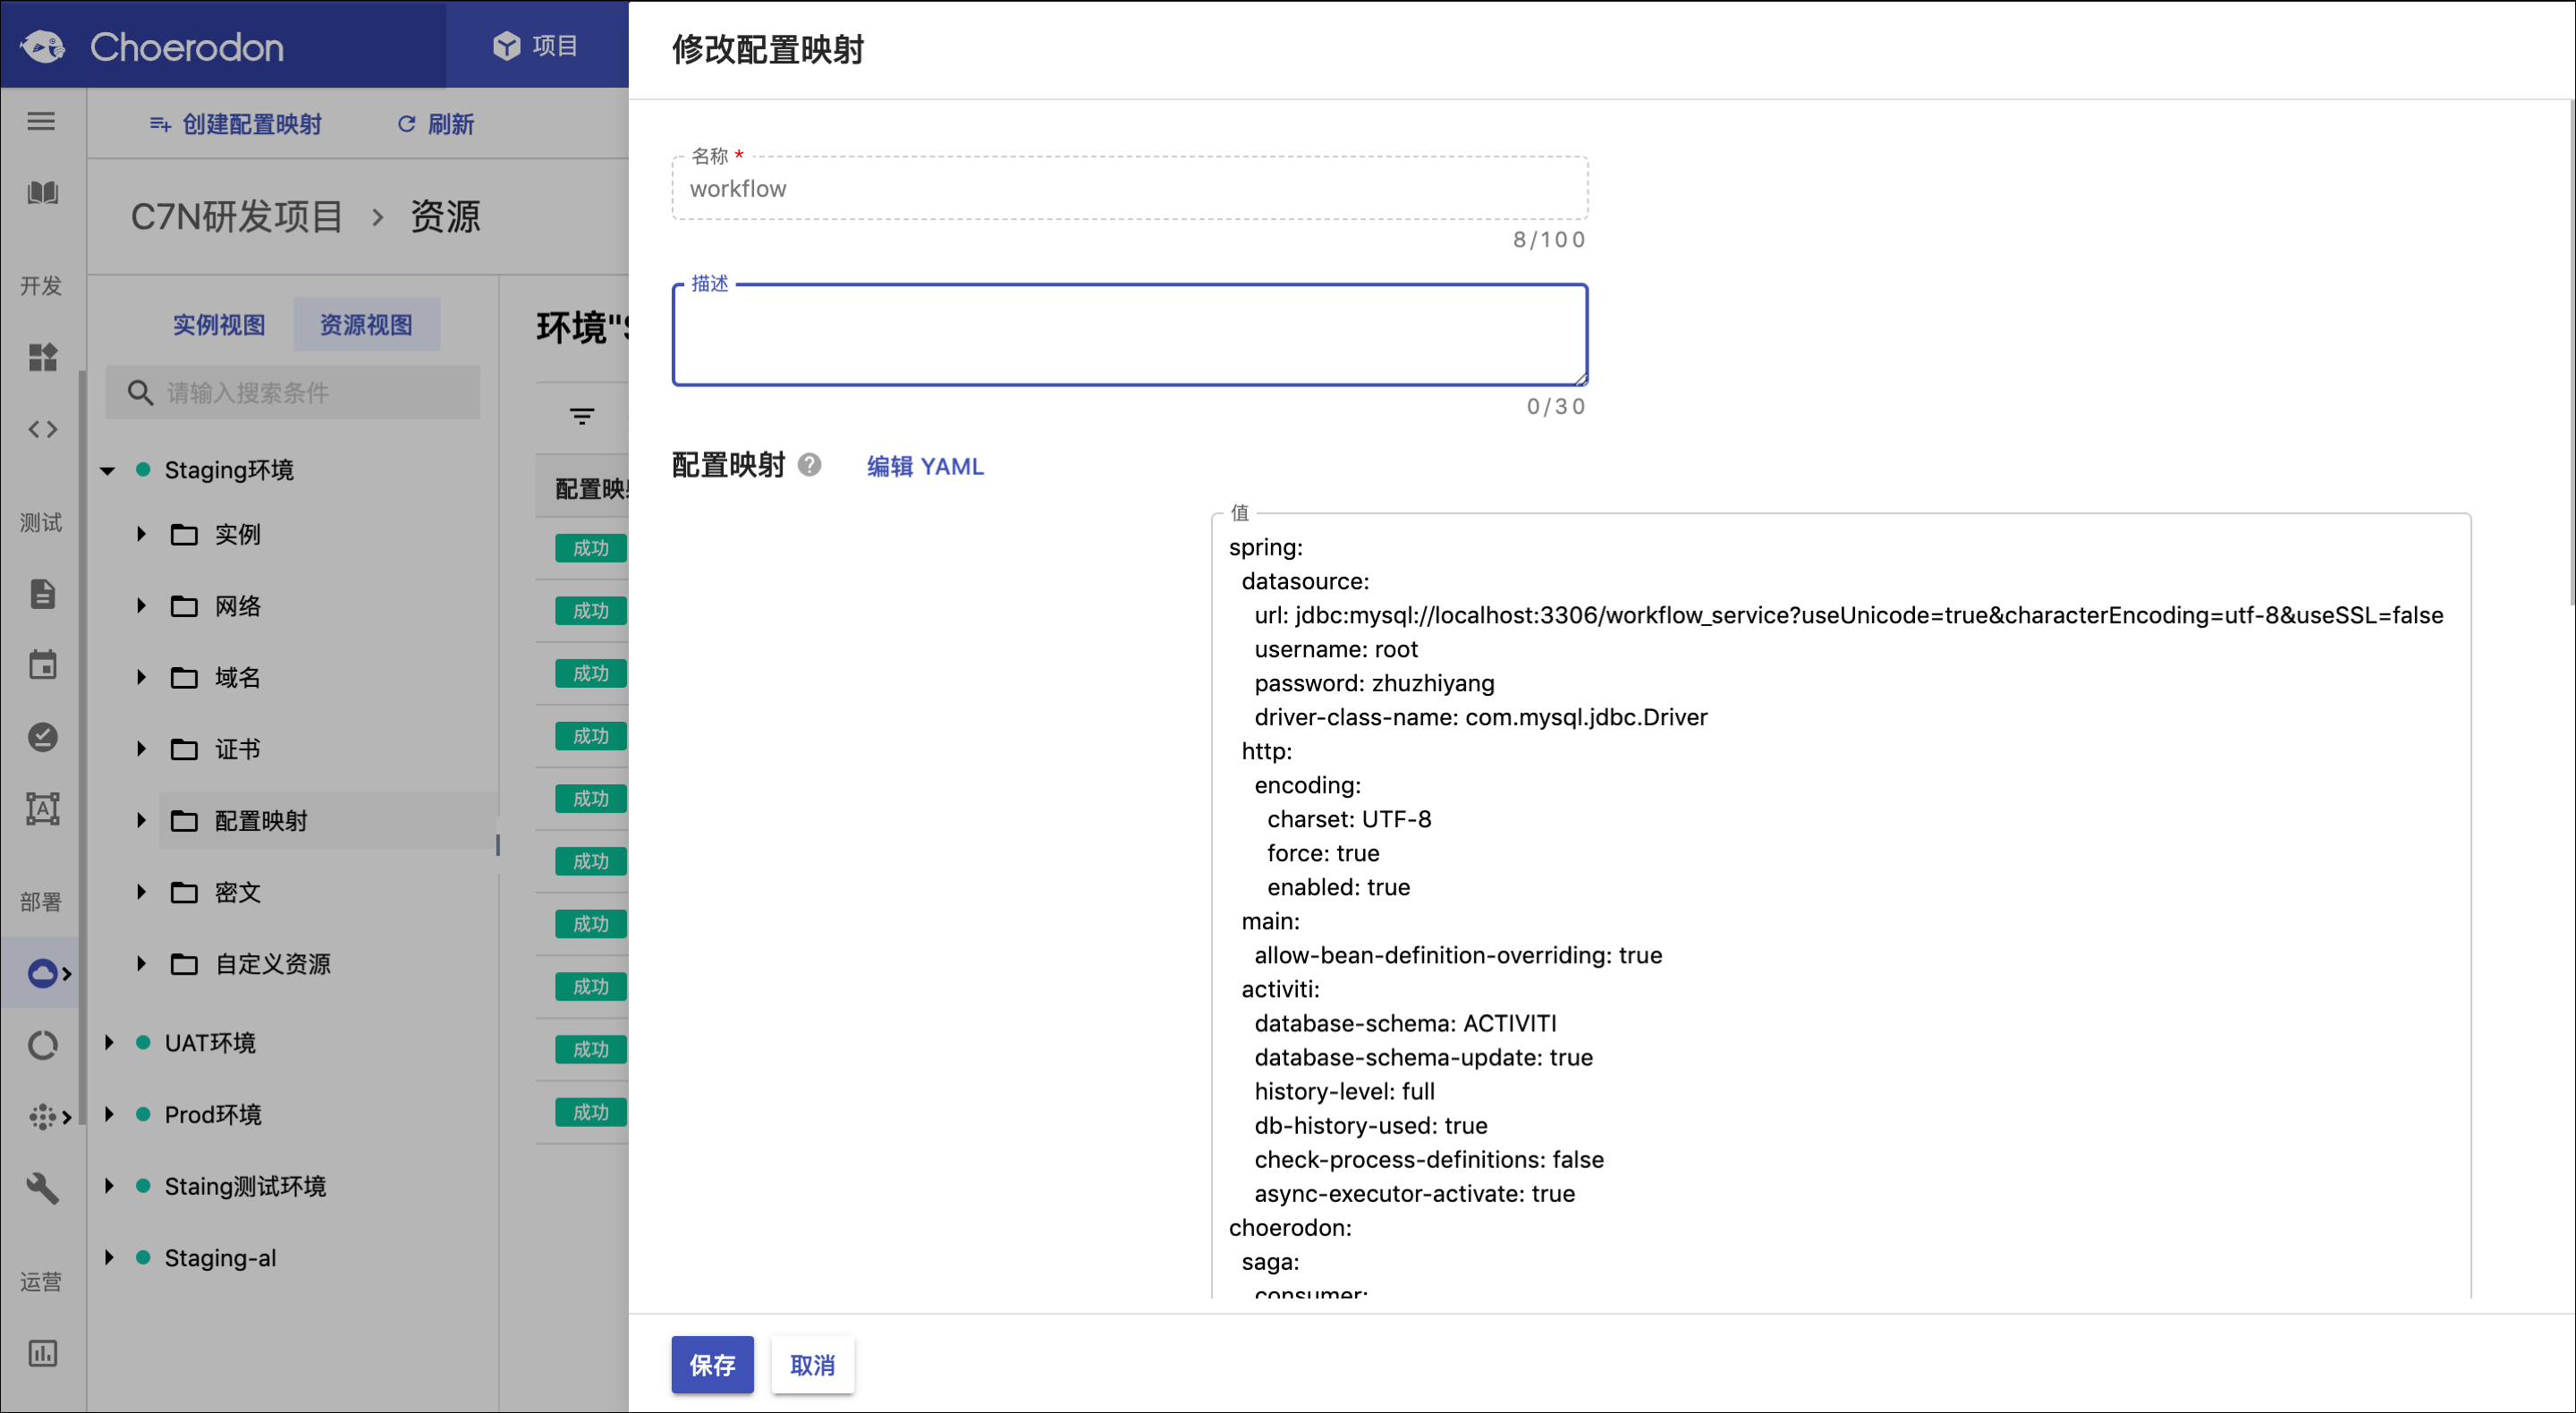 Choerodon
项目
创建配置映射
刷新
C7N研发项目 > 资源
开发
测试
部署
运营
实例视图
资源视图
请输入搜索条件
Staging环境
实例
网络
域名
证书
配置映射
密文
自定义资源
UAT环境
Prod环境
Staing测试环境
Staging-al
环境"S
配置映
成功
成功
成功
成功
成功
成功
成功
成功
成功
成功
修改配置映射
名称 *
workflow
8/100
描述
0/30
配置映射
编辑 YAML
值
spring:
datasource:
url: jdbc:mysql://localhost:3306/workflow_service?useUnicode=true&characterEncoding=utf-8&useSSL=false
username: root
password: zhuzhiyang
driver-class-name: com.mysql.jdbc.Driver
http:
encoding:
charset: UTF-8
force: true
enabled: true
main:
allow-bean-definition-overriding: true
activiti:
database-schema: ACTIVITI
database-schema-update: true
history-level: full
db-history-used: true
check-process-definitions: false
async-executor-activate: true
choerodon:
saga:
consumer:
保存
取消